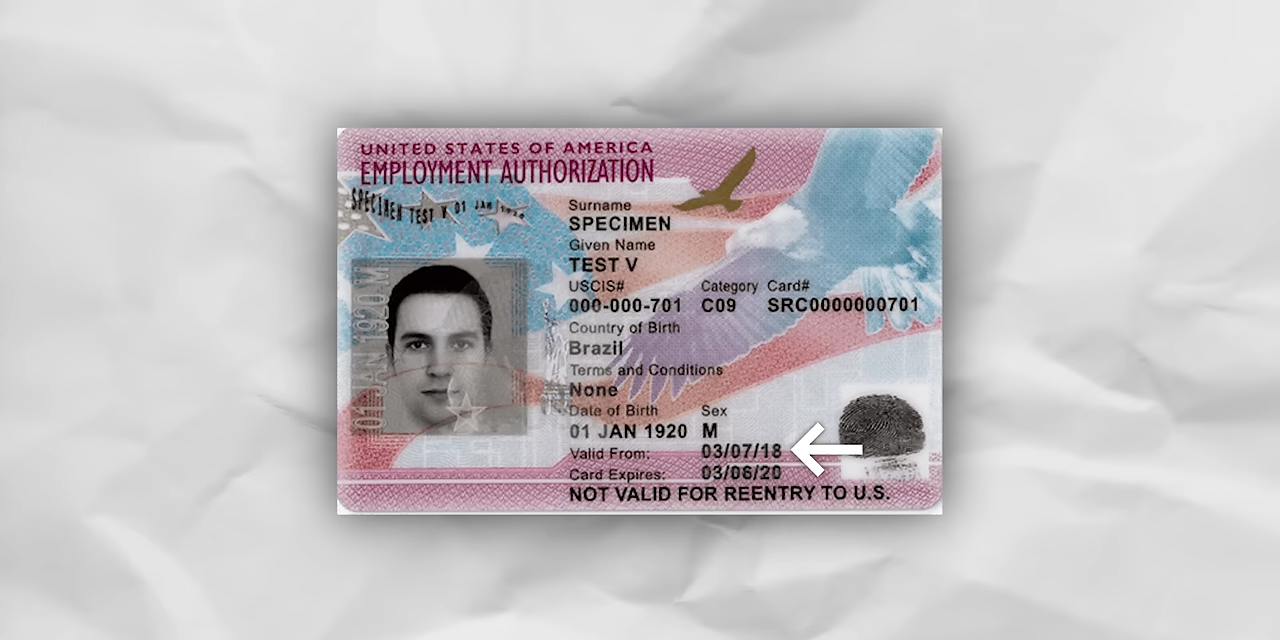 UNITED STATES OF AMERICA
EMPLOYMENT AUTHORIZATION
SPECIMEN TEST V 01 JAN 1920
Surname
SPECIMEN
Given Name
TEST V
USCIS# Category Card#
000-000-701 C09 SRC0000000701
Country of Birth
Brazil
Terms and Conditions
None
Date of Birth Sex
01 JAN 1920 M
Valid From: 03/07/18
Card Expires: 03/06/20
NOT VALID FOR REENTRY TO U.S.
01 JAN 1920 M